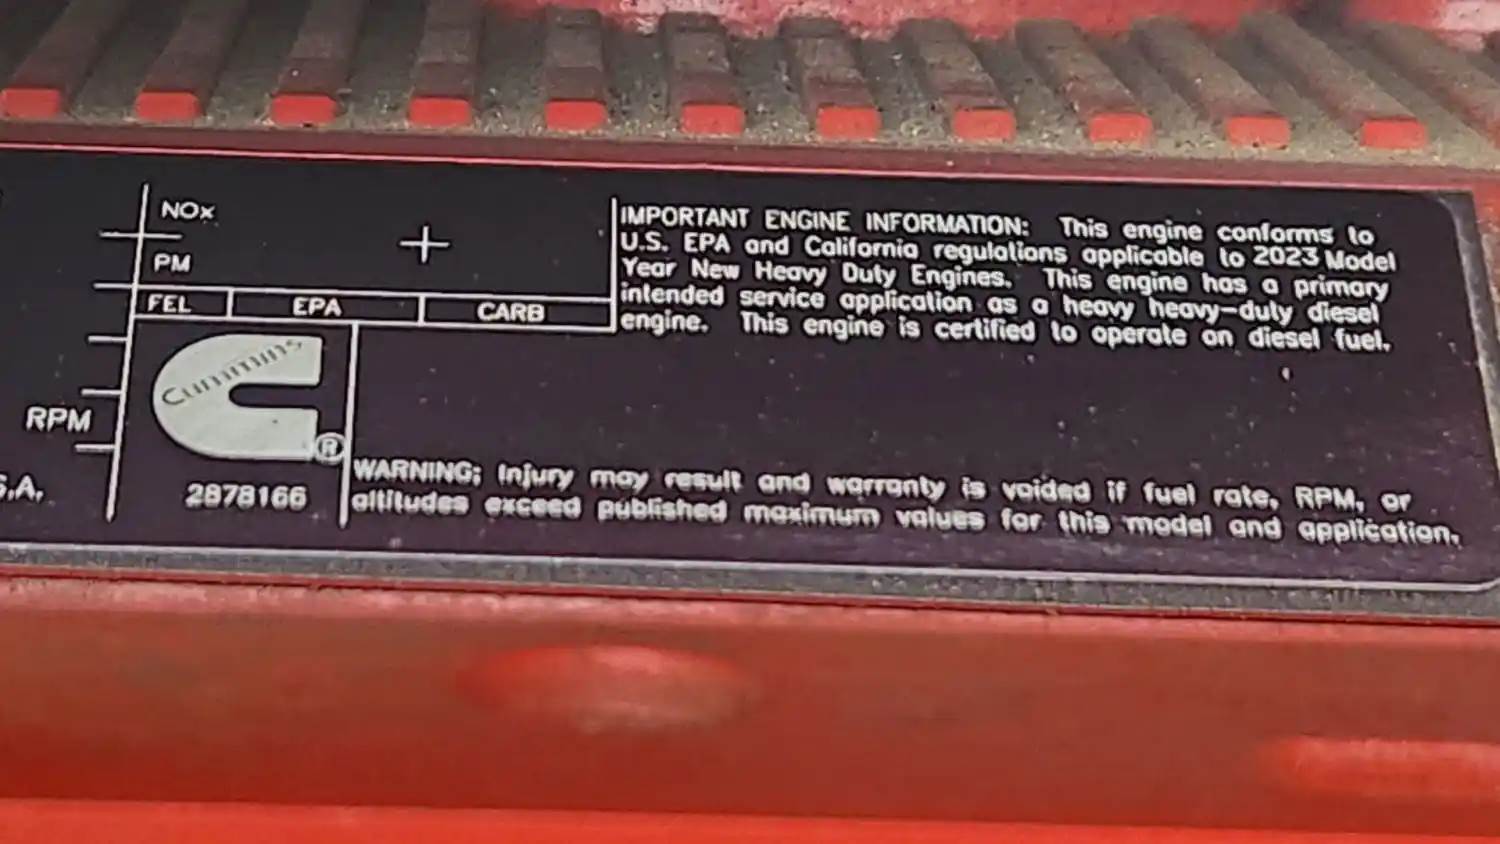 NOx
PM
FEL EPA CARB
IMPORTANT ENGINE INFORMATION: This engine conforms to
U.S. EPA and California regulations applicable to 2023 Model
Year New Heavy Duty Engines. This engine has a primary
intended service application as a heavy heavy-duty diesel
engine. This engine is certified to operate on diesel fuel.
Cummins
®
RPM
S.A.
2878166
WARNING: Injury may result and warranty is voided if fuel rate, RPM, or
altitudes exceed published maximum values for this model and application.